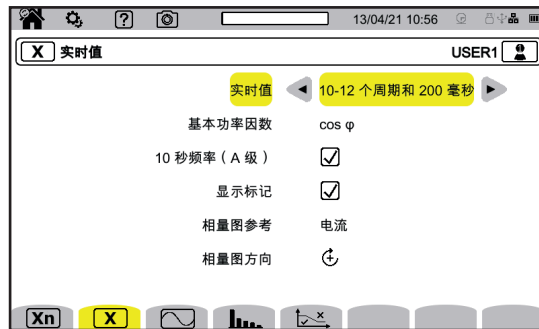 ? 13/04/21 10:56
X 实时值 USER1
实时值 10-12 个周期和 200 毫秒
基本功率因数 cos φ
10 秒频率（A 级） ✓
显示标记 ✓
相量图参考 电流
相量图方向 +
Xn X